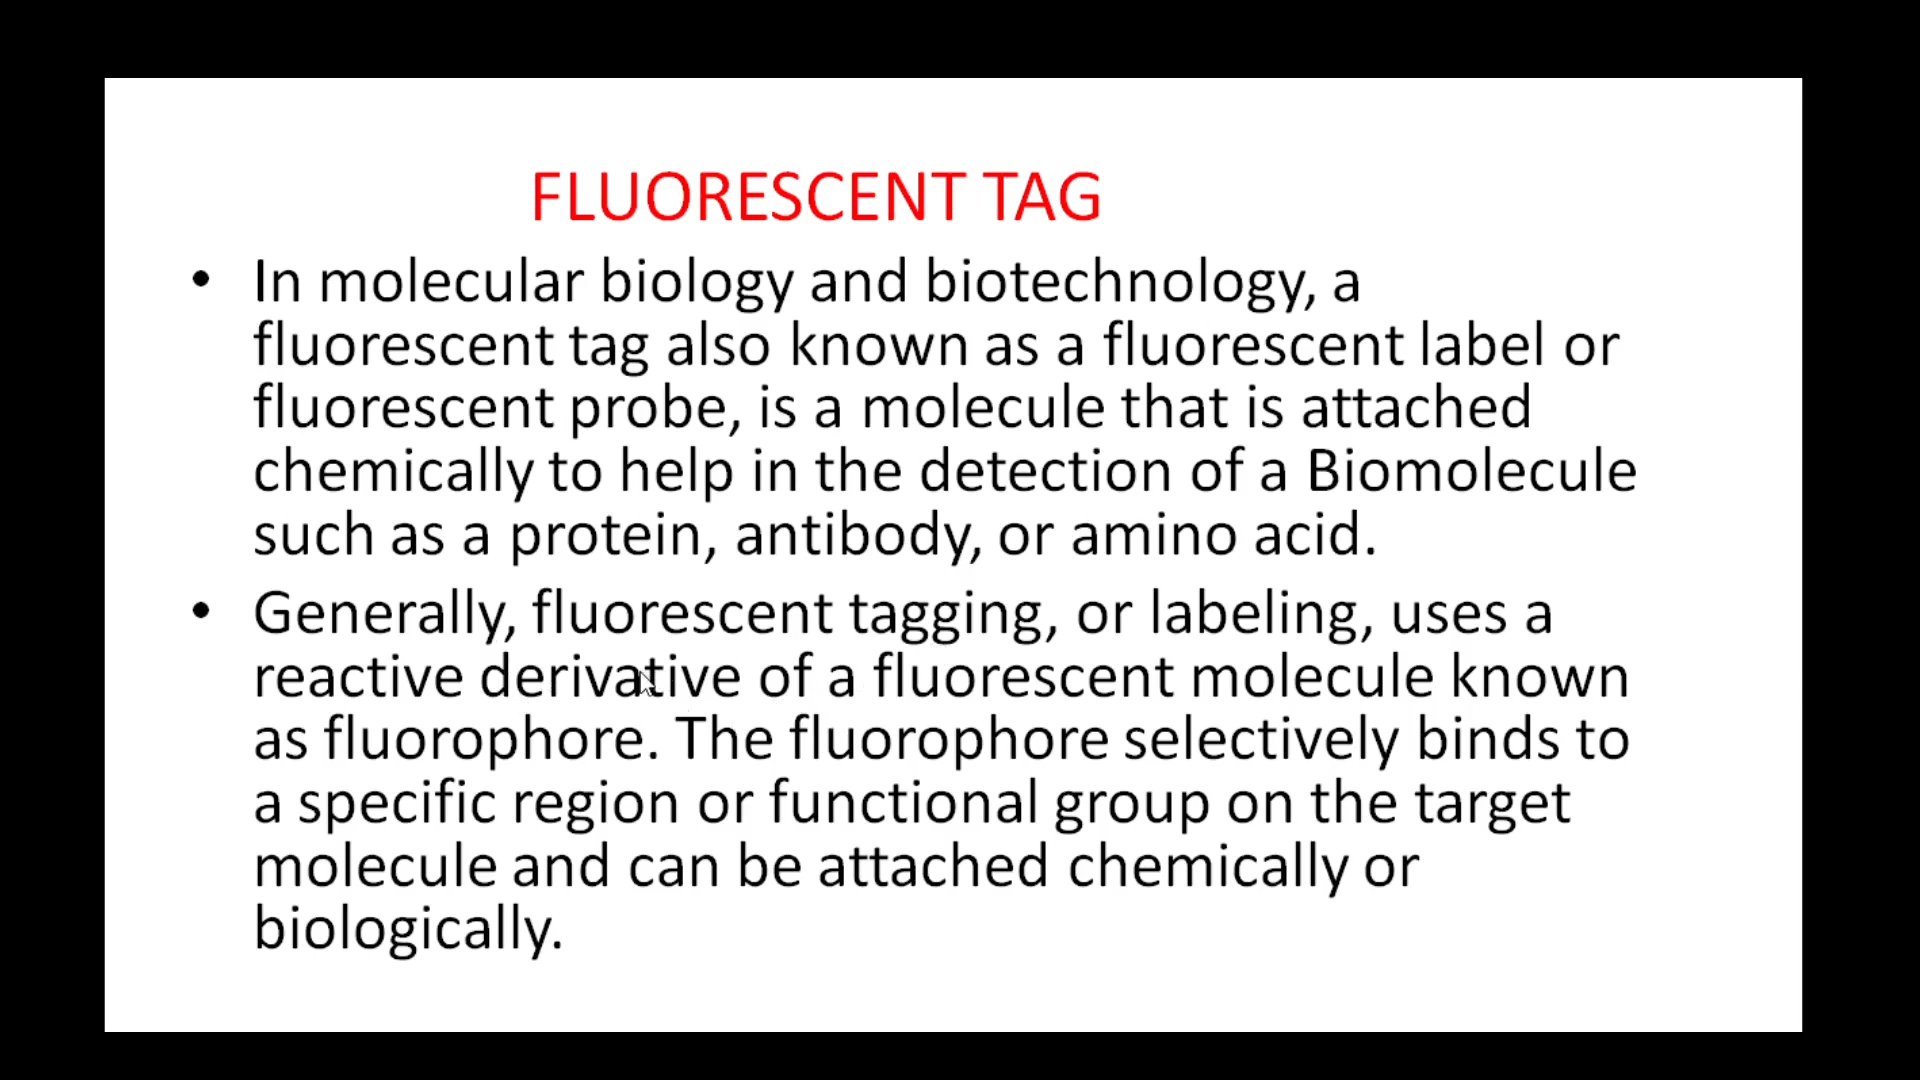 FLUORESCENT TAG
• In molecular biology and biotechnology, a
fluorescent tag also known as a fluorescent label or
fluorescent probe, is a molecule that is attached
chemically to help in the detection of a Biomolecule
such as a protein, antibody, or amino acid.
• Generally, fluorescent tagging, or labeling, uses a
reactive derivative of a fluorescent molecule known
as fluorophore. The fluorophore selectively binds to
a specific region or functional group on the target
molecule and can be attached chemically or
biologically.